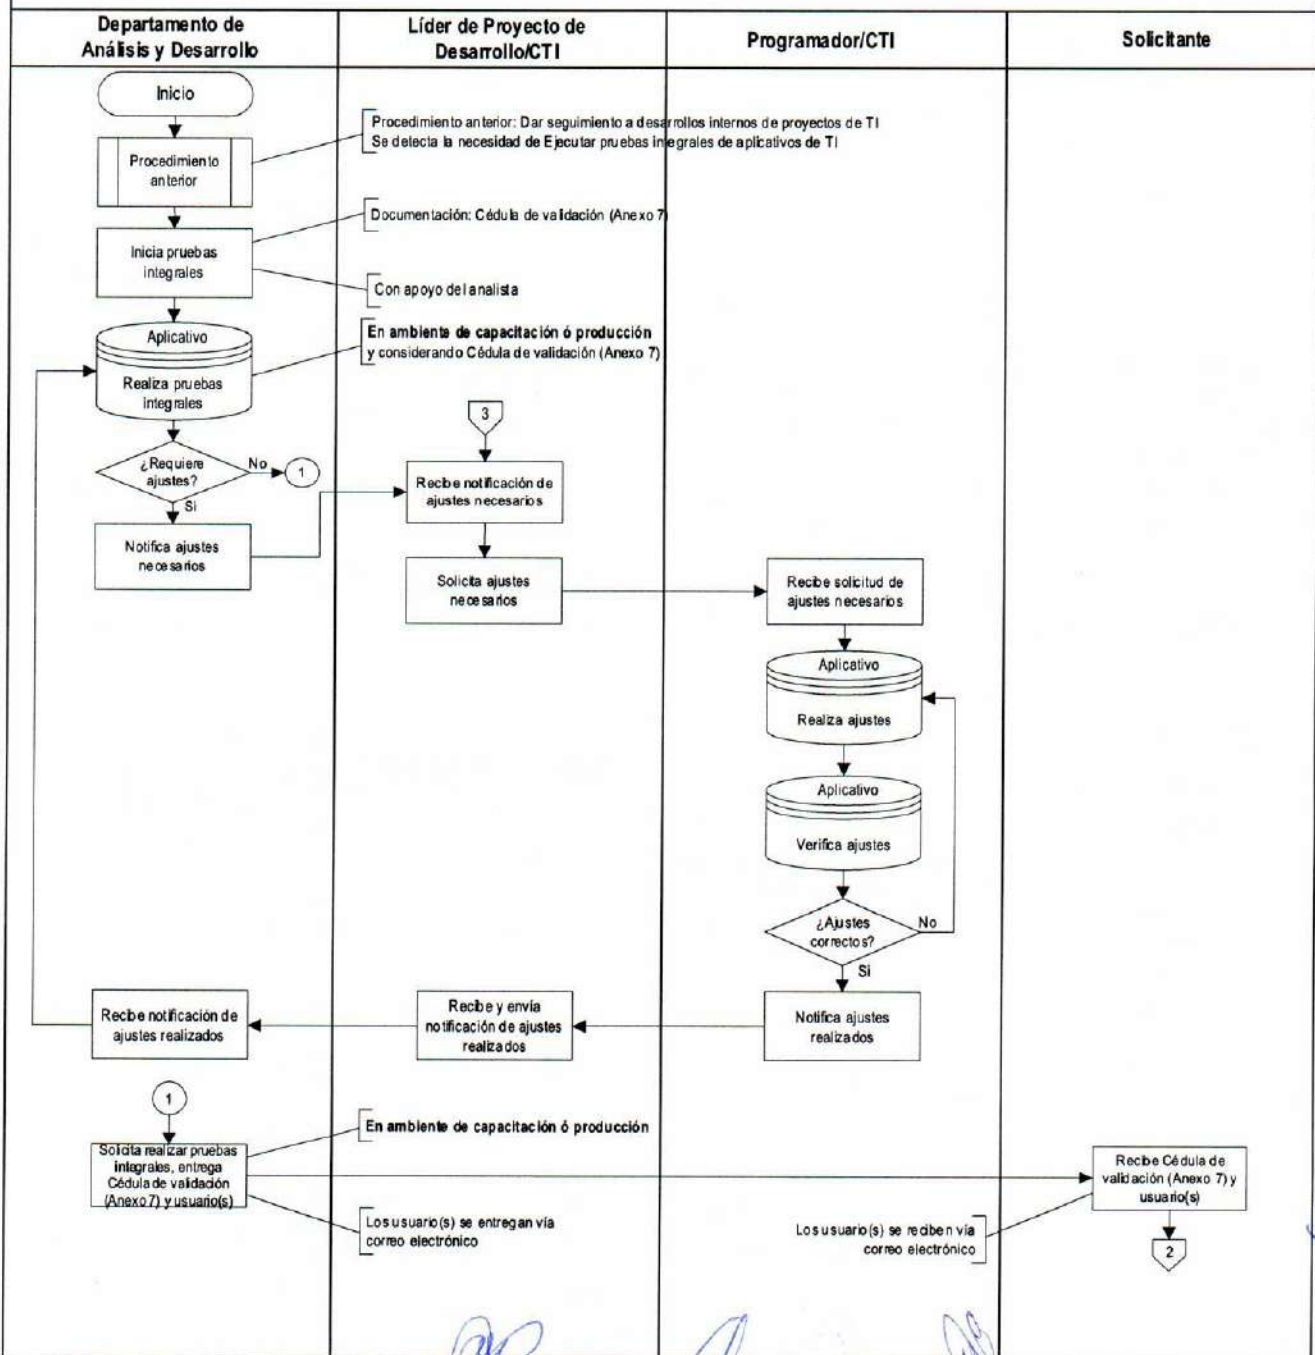 Departamento de
Análisis y Desarrollo
Líder de Proyecto de
Desarrollo/CTI
Programador/CTI
Solicitante
Inicio
Procedimiento
anterior
Procedimiento anterior: Dar seguimiento a desarrollos internos de proyectos de TI
Se detecta la necesidad de Ejecutar pruebas integrales de aplicativos de TI
Inicia pruebas
integrales
Documentación: Cédula de validación (Anexo 7)
Con apoyo del analista
Aplicativo
Realiza pruebas
integrales
En ambiente de capacitación ó producción
y considerando Cédula de validación (Anexo 7)
3
¿Requiere
ajustes?
No
1
Si
Recibe notificación de
ajustes necesarios
Notifica ajustes
necesarios
Solicita ajustes
necesarios
Recibe solicitud de
ajustes necesarios
Aplicativo
Realiza ajustes
Aplicativo
Verifica ajustes
¿Ajustes
correctos?
No
Si
Recibe notificación de
ajustes realizados
Recibe y envía
notificación de ajustes
realizados
Notifica ajustes
realizados
1
Solicita realizar pruebas
integrales, entrega
Cédula de validación
(Anexo 7) y usuario(s)
En ambiente de capacitación ó producción
Los usuario(s) se entregan vía
correo electrónico
Recibe Cédula de
validación (Anexo 7) y
usuario(s)
Los usuario(s) se reciben vía
correo electrónico
2